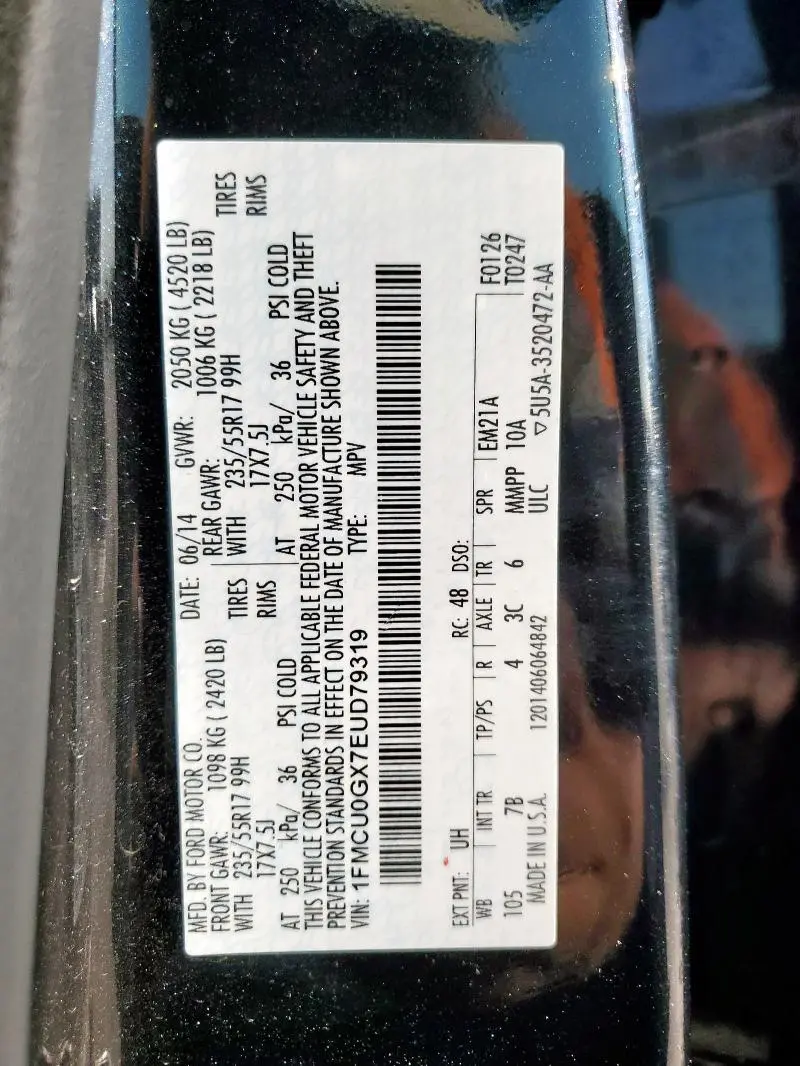 MFD. BY FORD MOTOR CO. DATE: 06/14 GVWR: 2050 KG ( 4520 LB)
FRONT GAWR: 1098 KG ( 2420 LB) REAR GAWR: 1006 KG ( 2218 LB)
WITH 235/55R17 99H TIRES WITH 235/55R17 99H TIRES
17X7.5J RIMS 17X7.5J RIMS
AT 250 kPa/ 36 PSI COLD AT 250 kPa/ 36 PSI COLD
THIS VEHICLE CONFORMS TO ALL APPLICABLE FEDERAL MOTOR VEHICLE SAFETY AND THEFT
PREVENTION STANDARDS IN EFFECT ON THE DATE OF MANUFACTURE SHOWN ABOVE.
VIN: 1FMCU0GX7EUD79319 TYPE: MPV
EXT PNT: UH RC: 48 DSO:
WB INT TR TP/PS R AXLE TR SPR EM21A F0126
105 7B 4 3C 6 MMPP 10A T0247
MADE IN U.S.A. 1201406064842 ULC ▽5U5A-3520472-AA